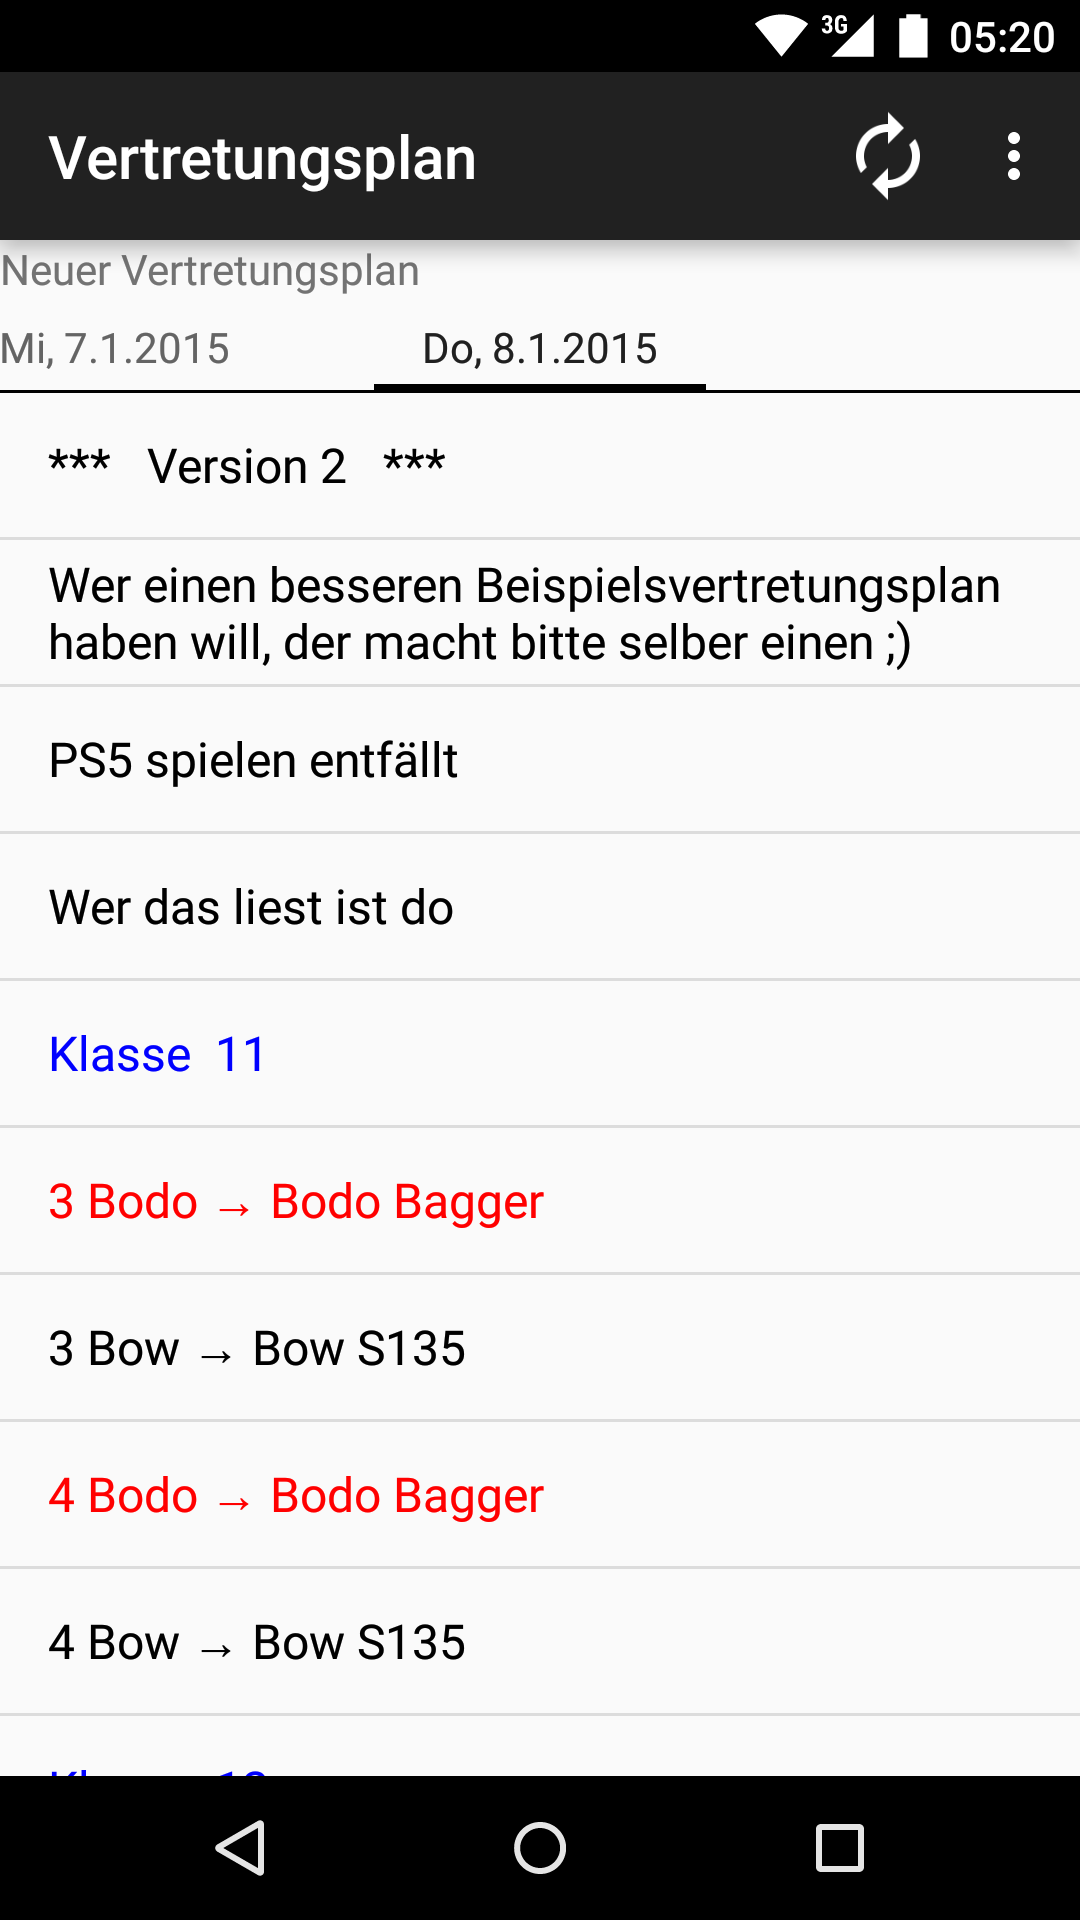 3G 05:20
Vertretungsplan
Neuer Vertretungsplan
Mi, 7.1.2015 Do, 8.1.2015
*** Version 2 ***
Wer einen besseren Beispielsvertretungsplan
haben will, der macht bitte selber einen ;)
PS5 spielen entfällt
Wer das liest ist do
Klasse 11
3 Bodo → Bodo Bagger
3 Bow → Bow S135
4 Bodo → Bodo Bagger
4 Bow → Bow S135